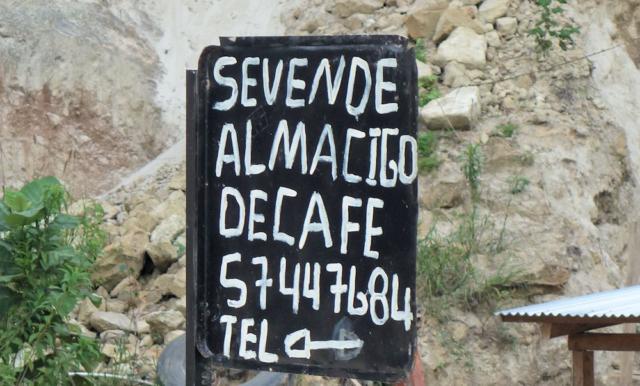 SEVENDE
ALMACIGO
DECAFE
57447684
TEL